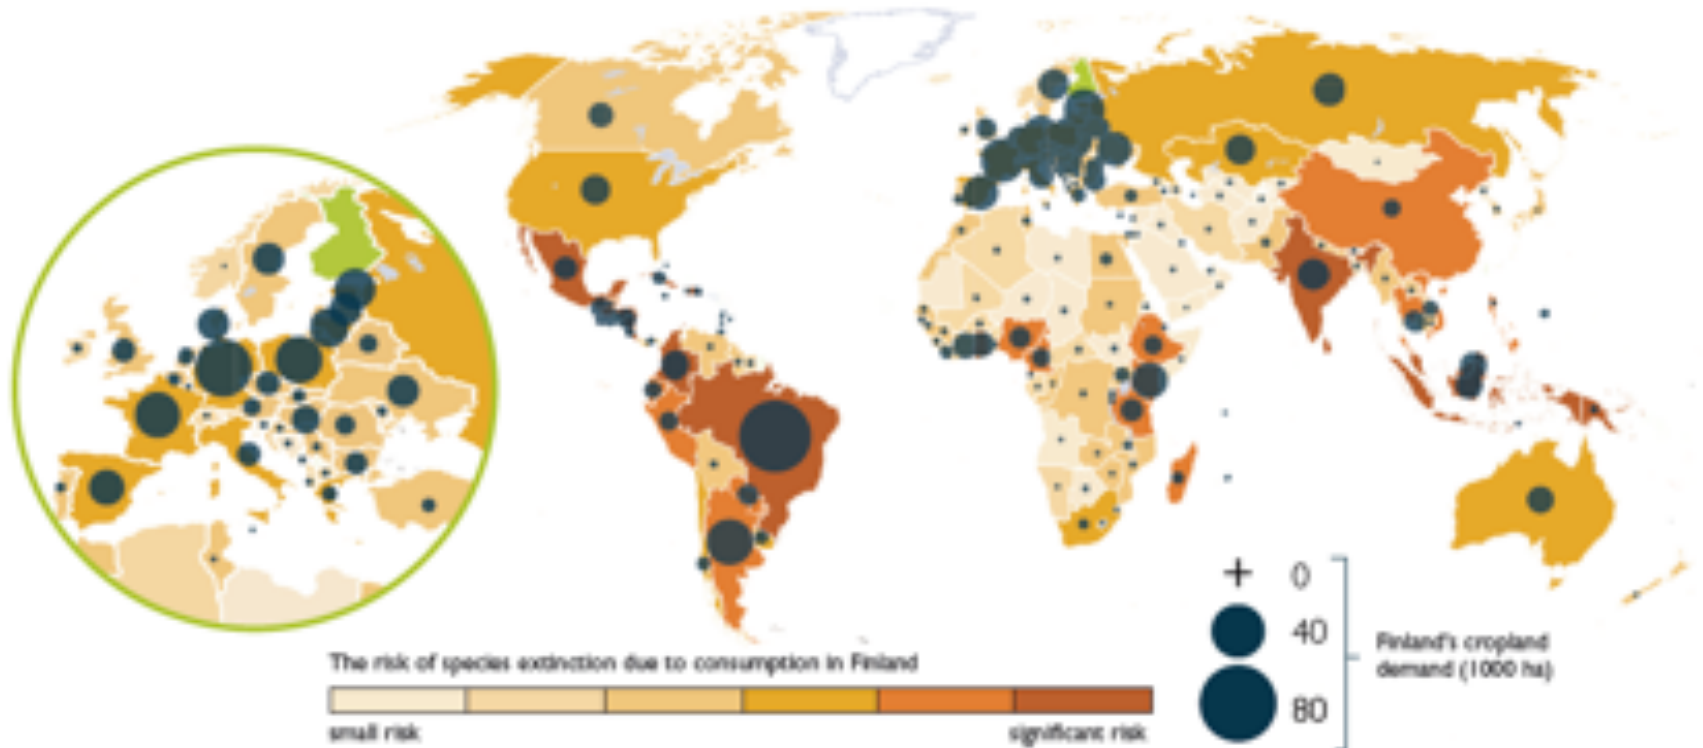 The risk of species extinction due to consumption in Finland
small risk
significant risk
0
40
80
Finland's cropland
demand (1000 ha)